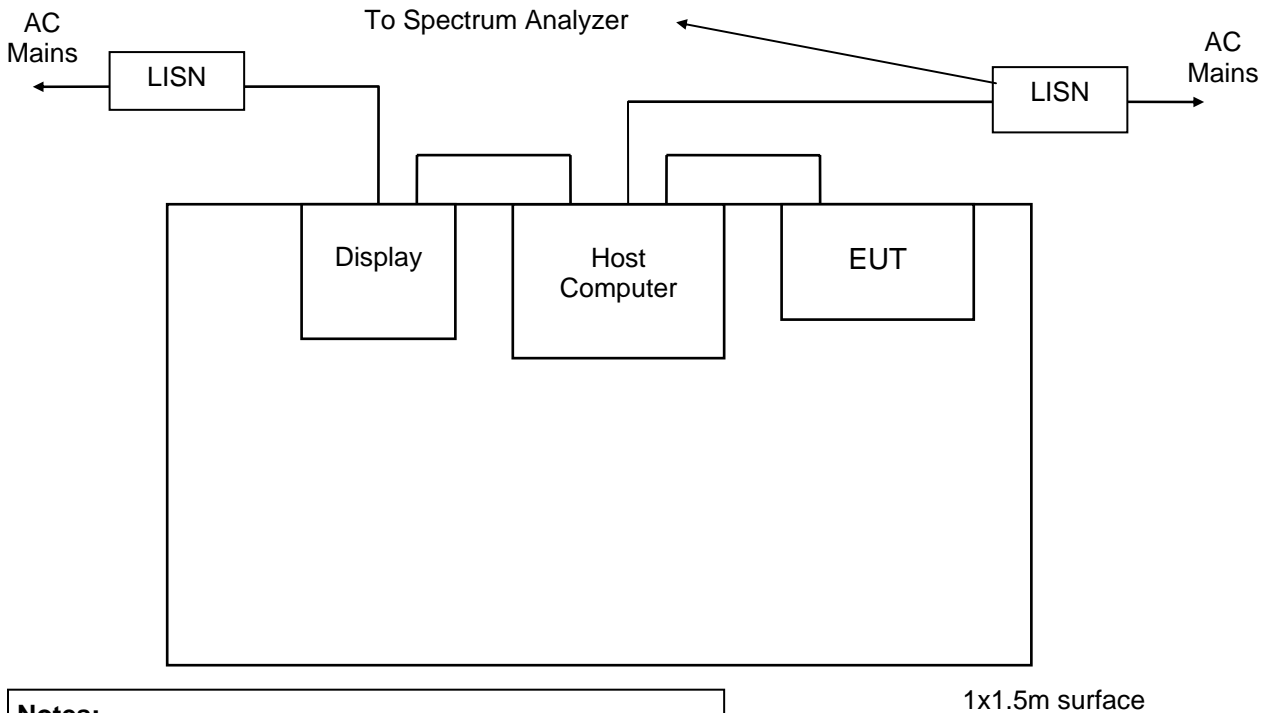 AC
Mains
LISN
To Spectrum Analyzer
LISN
AC
Mains
Display
Host
Computer
EUT
Notes:
1x1.5m surface